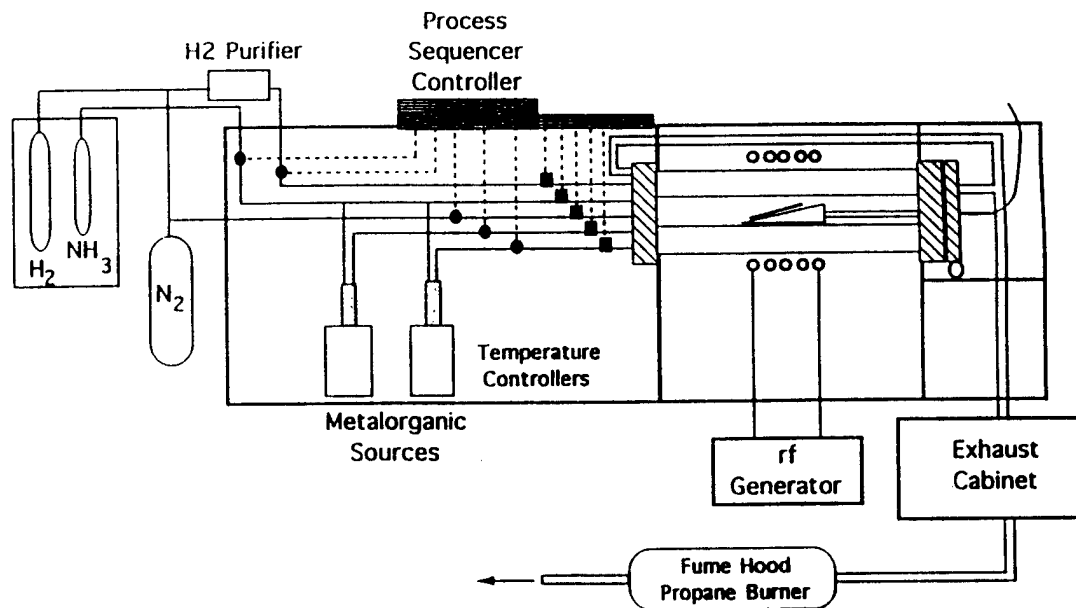 Process
Sequencer
Controller
H2 Purifier
H2
NH3
N2
Temperature
Controllers
Metalorganic
Sources
rf
Generator
Exhaust
Cabinet
Fume Hood
Propane Burner